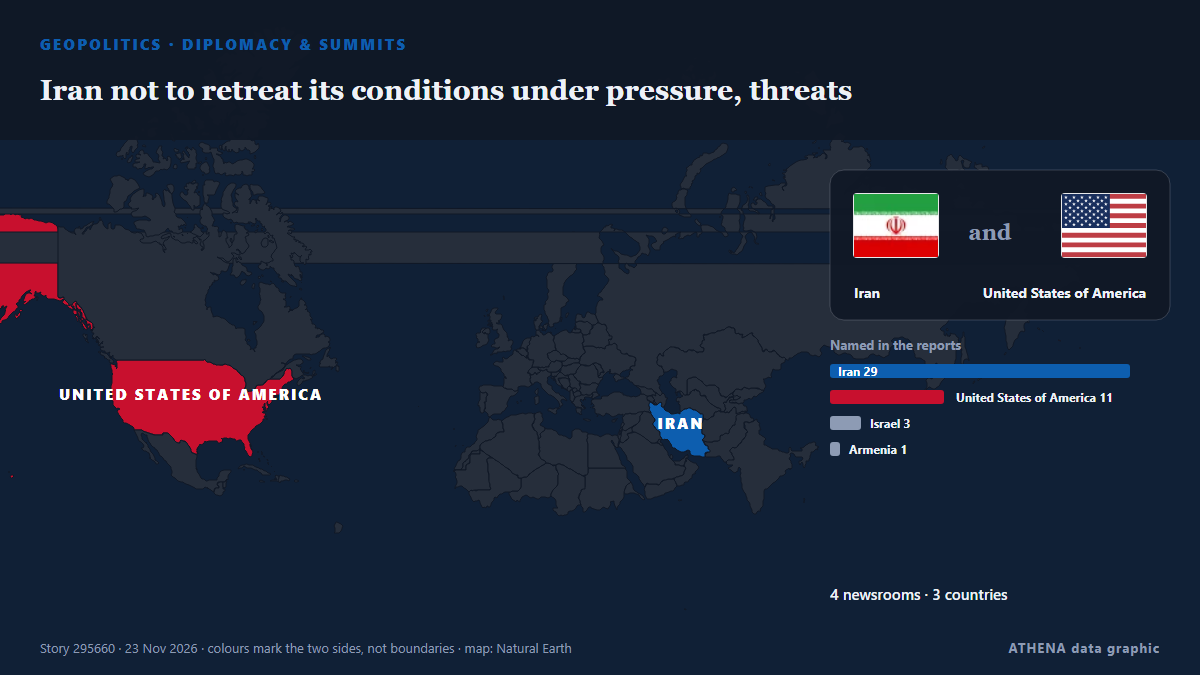 GEOPOLITICS · DIPLOMACY & SUMMITS
Iran not to retreat its conditions under pressure, threats
and
Iran
United States of America
Named in the reports
Iran 29
United States of America 11
Israel 3
Armenia 1
UNITED STATES OF AMERICA
IRAN
4 newsrooms · 3 countries
Story 295660 · 23 Nov 2026 · colours mark the two sides, not boundaries · map: Natural Earth
ATHENA data graphic